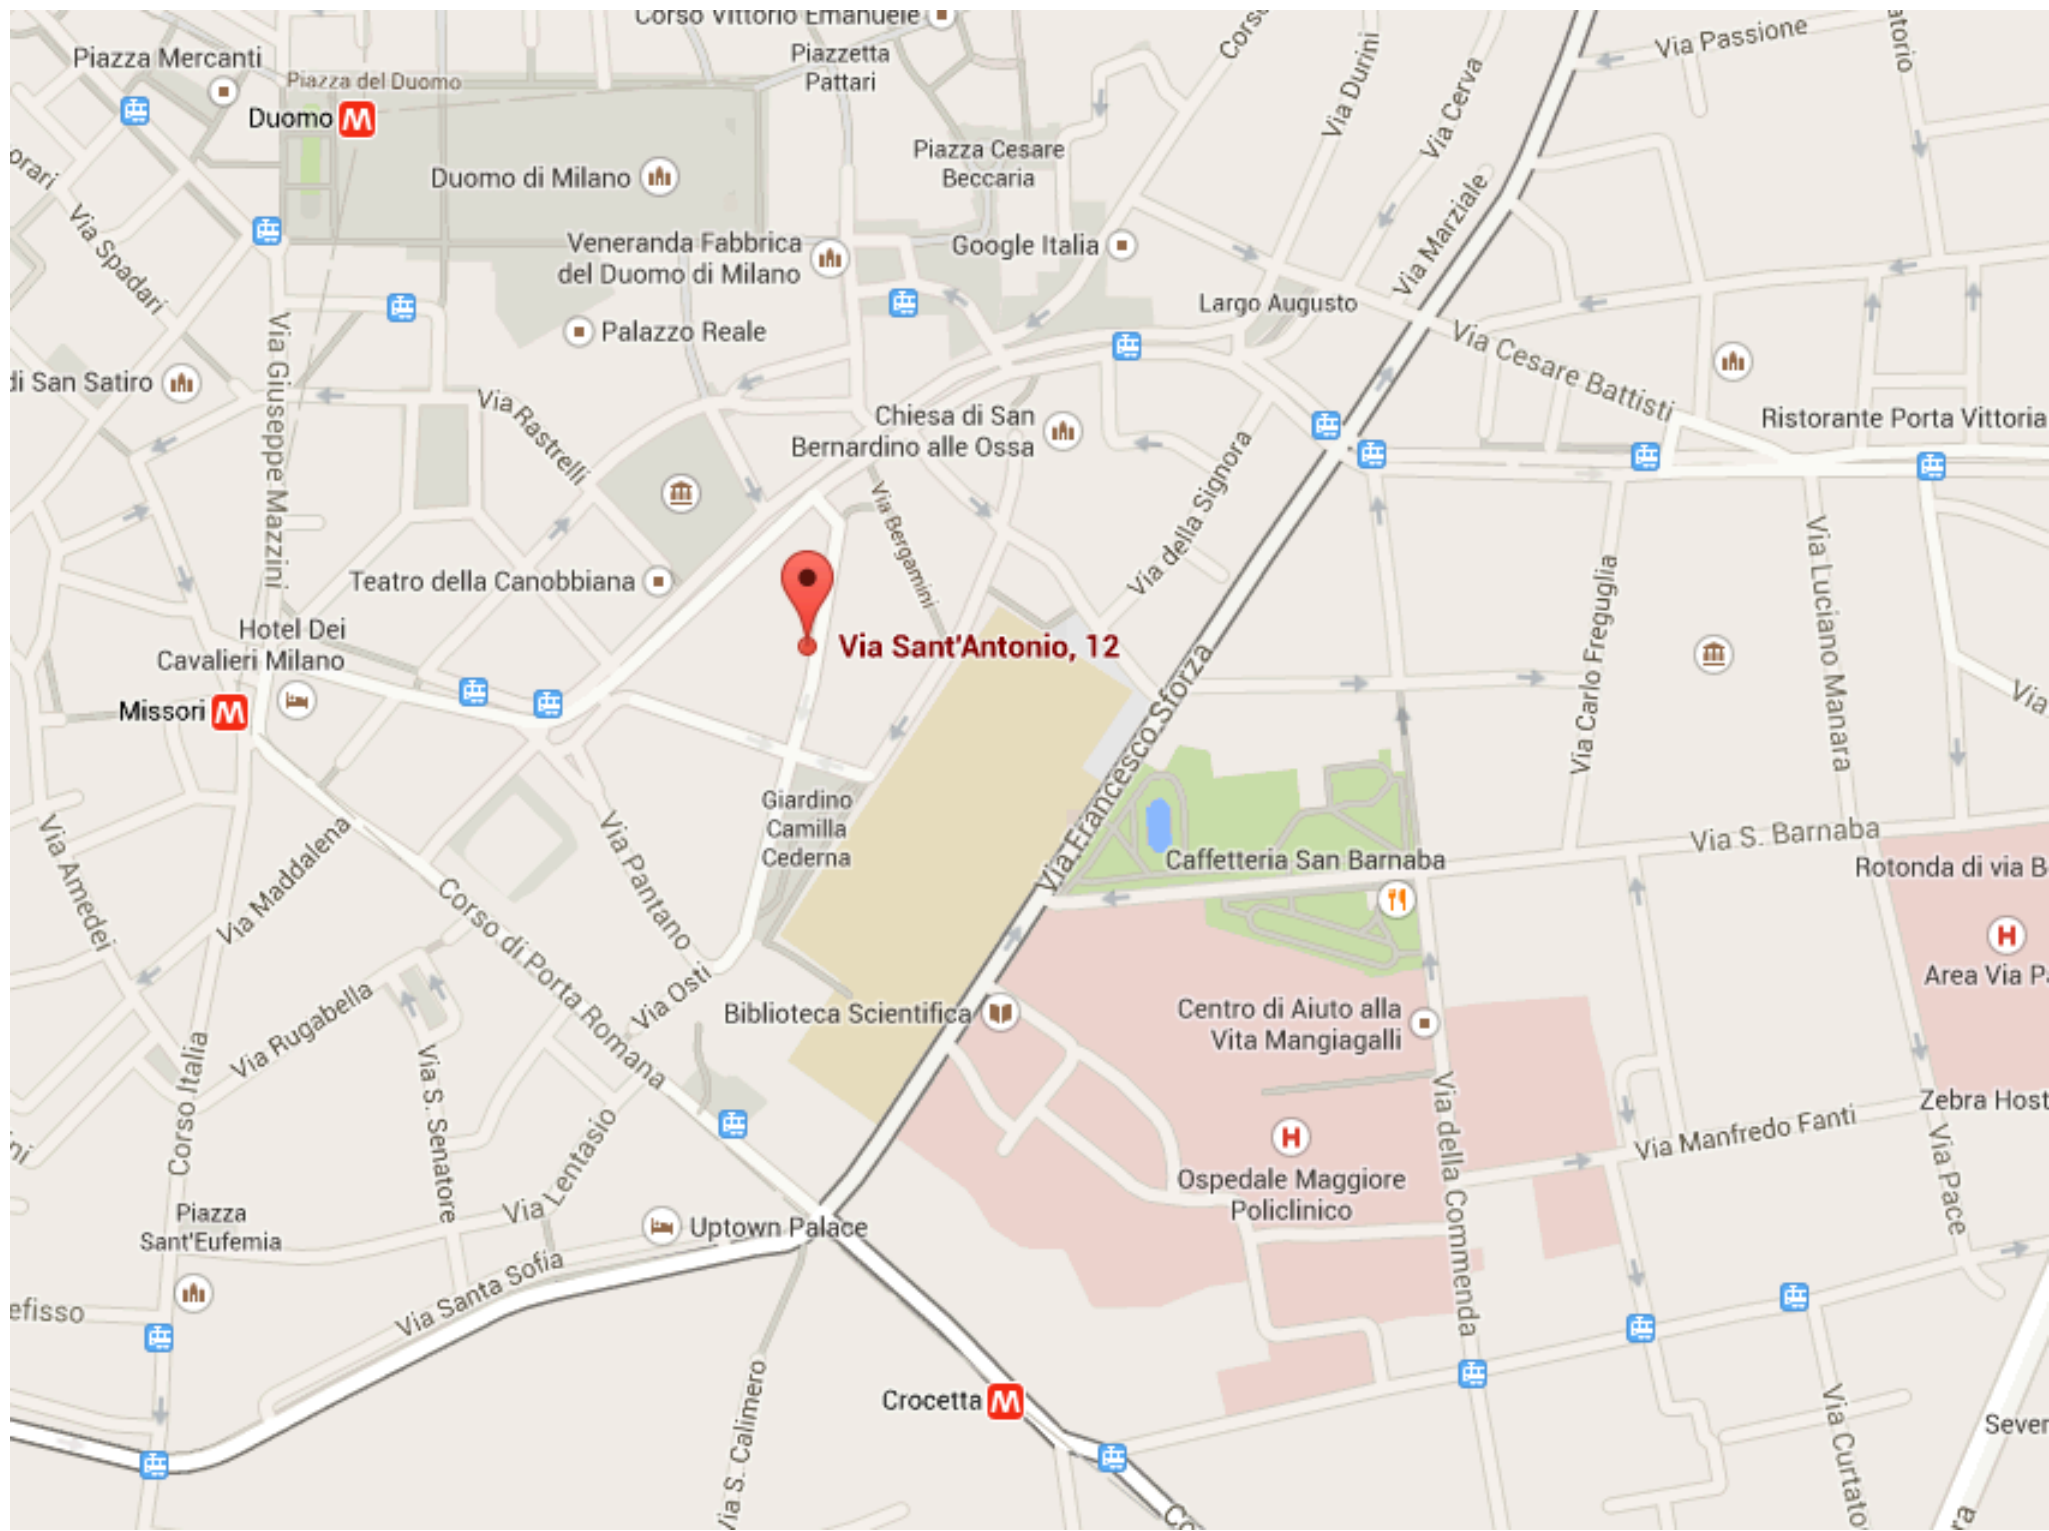 Corso Vittorio Emanuele
Piazza Mercanti
Piazza del Duomo
Piazzetta
Pattari
Corso
Via Durini
Via Cerva
Via Passione
Duomo
Duomo di Milano
Piazza Cesare
Beccaria
Via Spadari
Veneranda Fabbrica
del Duomo di Milano
Google Italia
Via Marziale
Largo Augusto
Palazzo Reale
Via Giuseppe Mazzini
di San Satiro
Via Rastrelli
Via Cesare Battisti
Chiesa di San
Bernardino alle Ossa
Ristorante Porta Vittoria
Via Bergamini
Via della Signora
Teatro della Canobbiana
Via Carlo Freguglia
Via Luciano Manara
Hotel Dei
Cavalieri Milano
Via Sant'Antonio, 12
Missori
Via Francesco Sforza
Via
Giardino
Camilla
Cederna
Via Amedei
Via Maddalena
Via Pantano
Corso di Porta Romana
Caffetteria San Barnaba
Via S. Barnaba
Rotonda di via B
Area Via Pa
Via Osti
Via Rugabella
Biblioteca Scientifica
Centro di Aiuto alla
Vita Mangiagalli
Corso Italia
Via S. Senatore
Via Lentasio
Via della Commenda
Via Manfredo Fanti
Zebra Host
Via Pace
Ospedale Maggiore
Policlinico
Piazza
Sant'Eufemia
Uptown Palace
Via Santa Sofia
efisso
Via S. Calimero
Crocetta
Via Curtato
Sever
Co